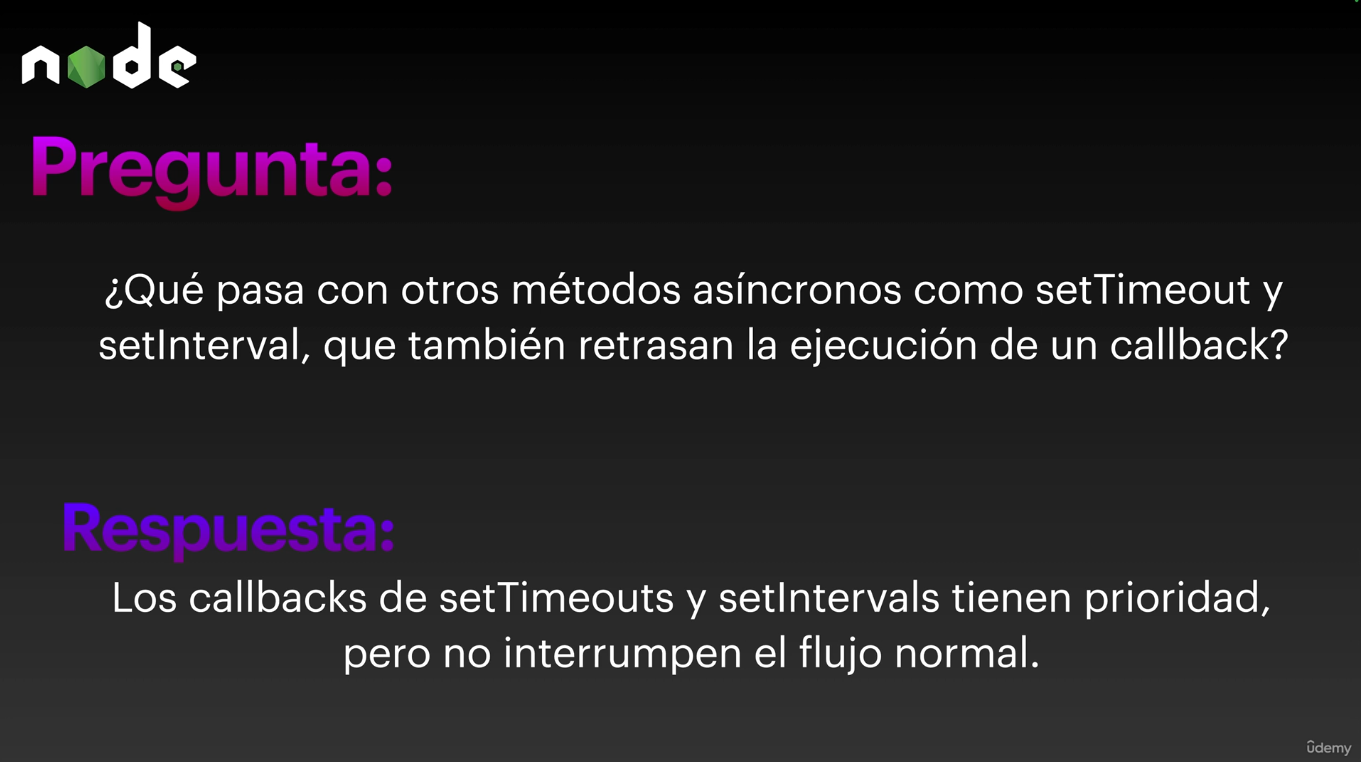 node
Pregunta:
¿Qué pasa con otros métodos asíncronos como setTimeout y
setInterval, que también retrasan la ejecución de un callback?
Respuesta:
Los callbacks de setTimeouts y setIntervals tienen prioridad,
pero no interrumpen el flujo normal.
ûdemy